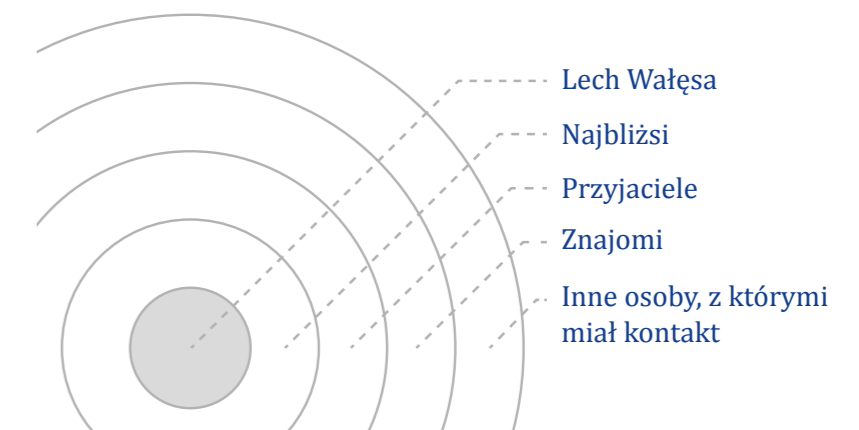 Lech Wałęsa
Najbliżsi
Przyjaciele
Znajomi
Inne osoby, z którymi
miał kontakt